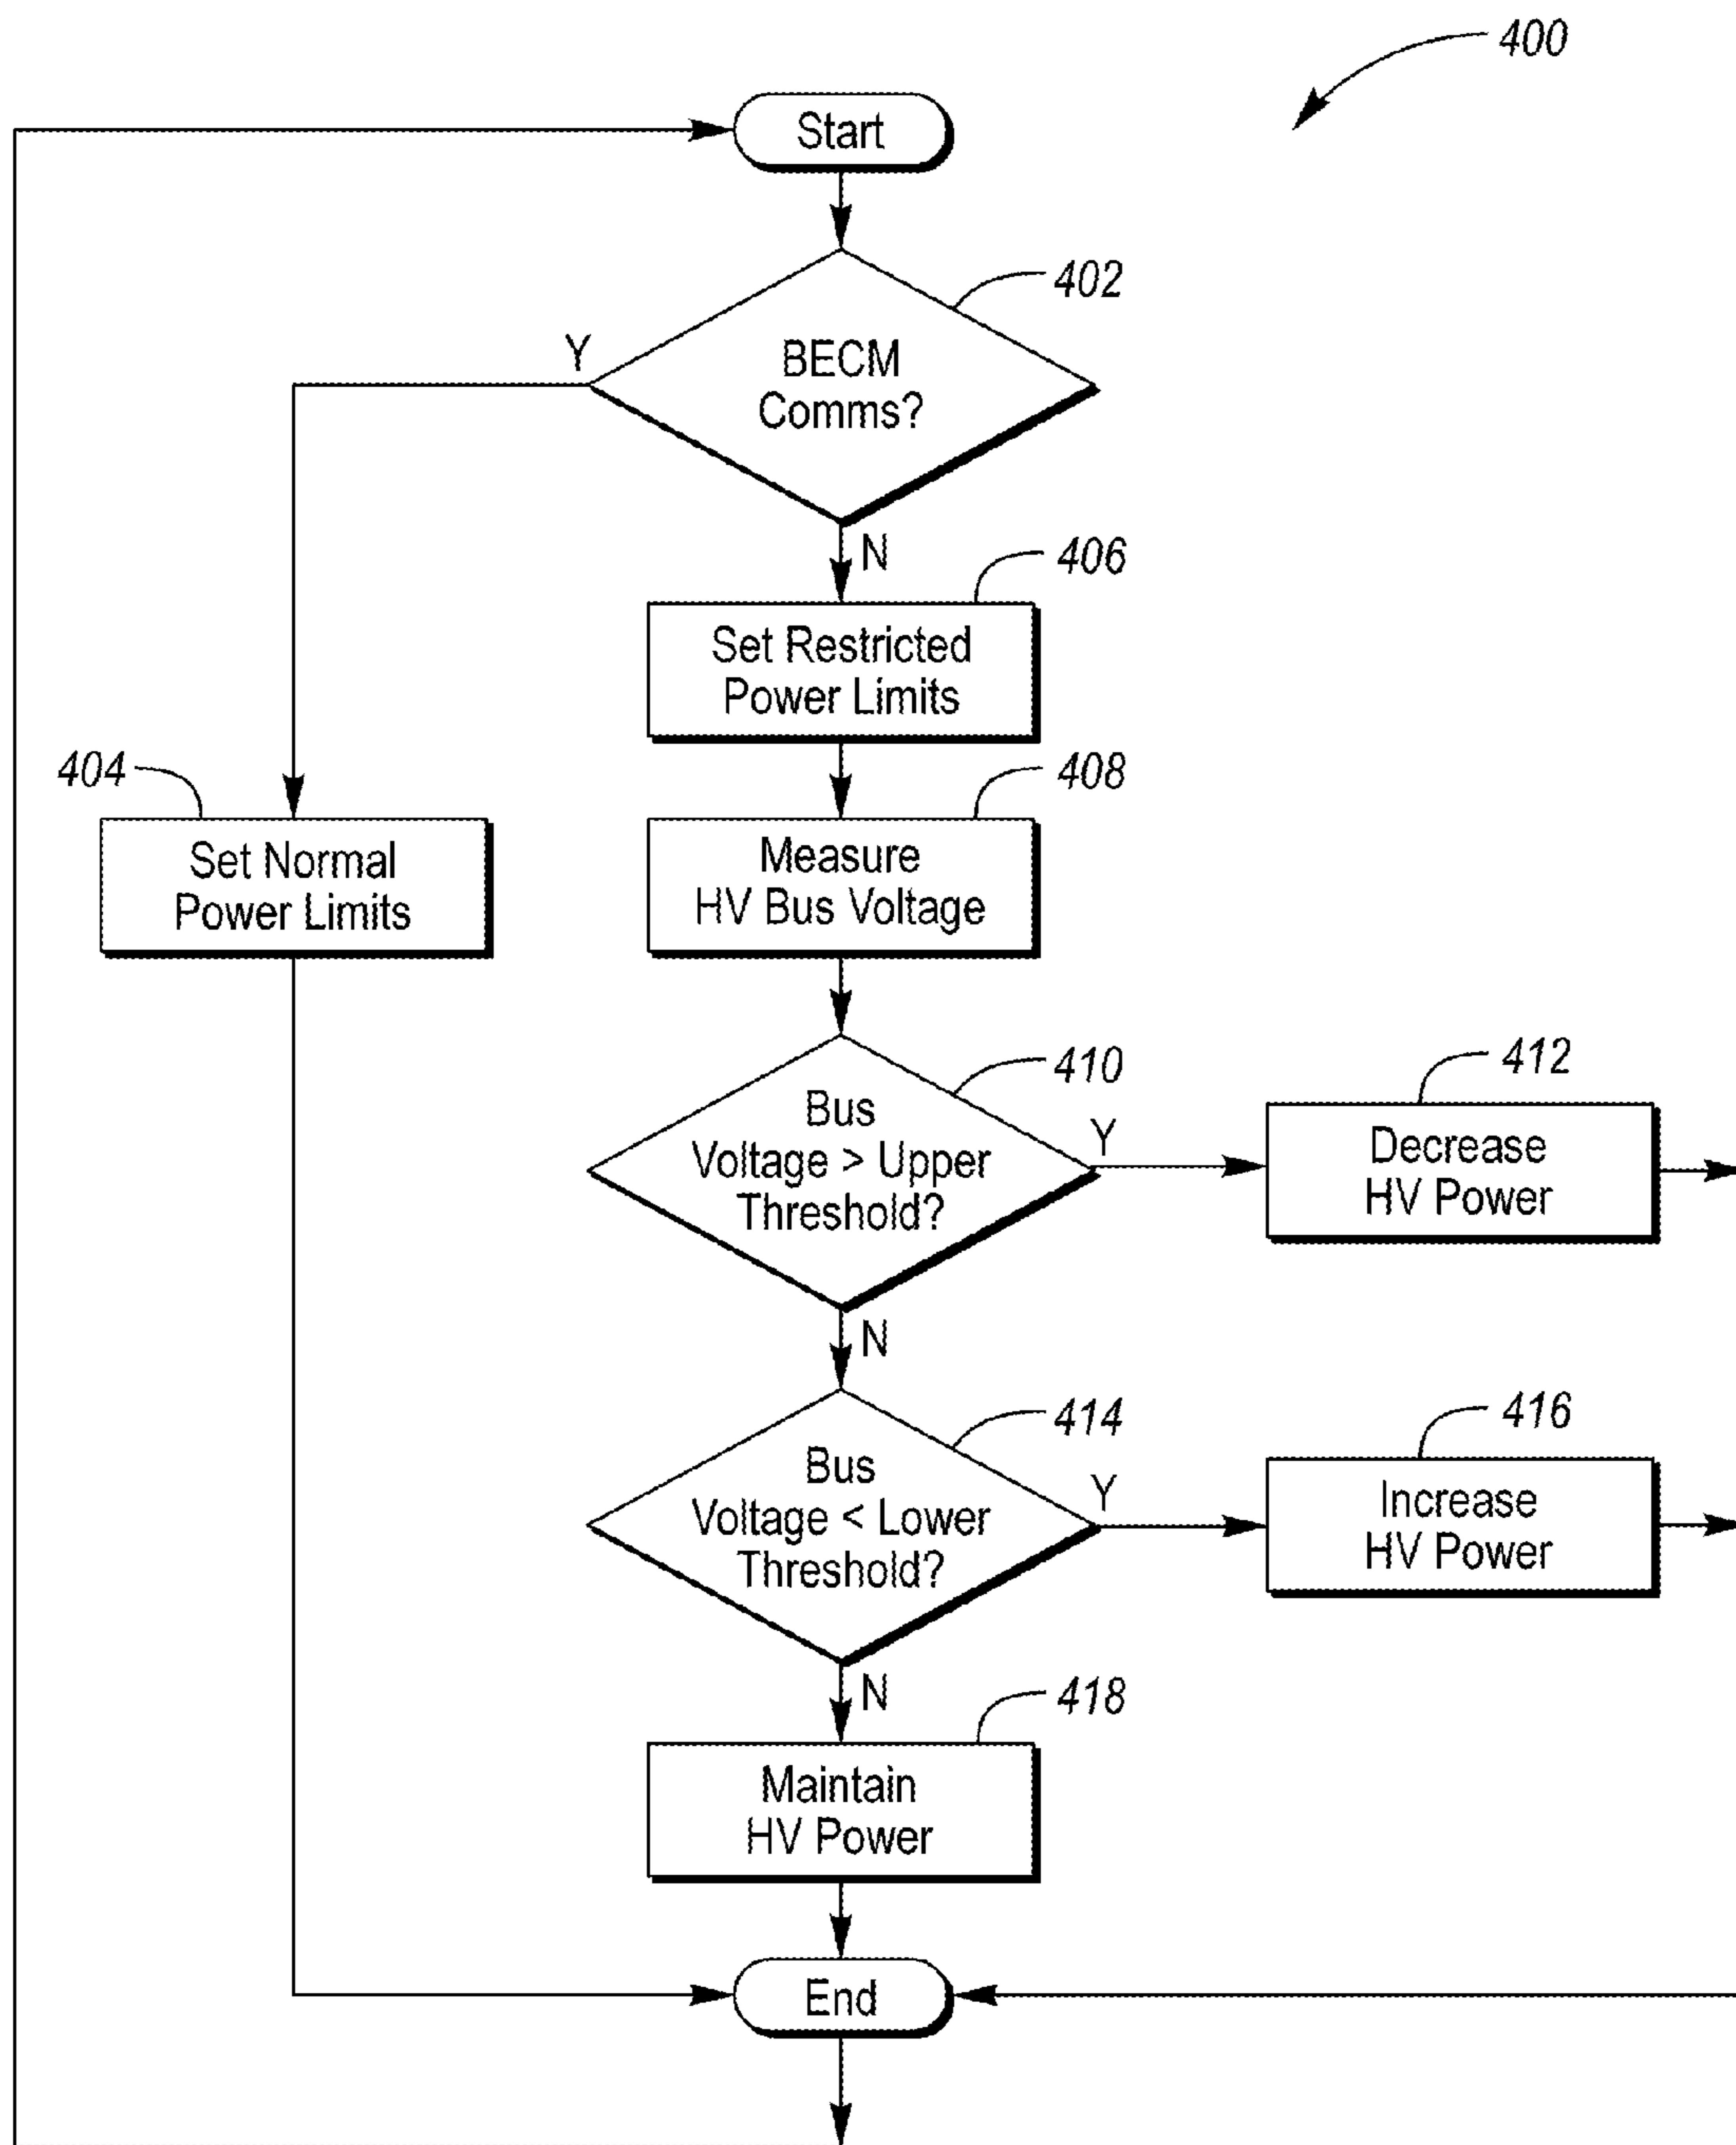 400
Start
402
Y
BECM
Comms?
N
406
Set Restricted
Power Limits
404
Set Normal
Power Limits
408
Measure
HV Bus Voltage
410
Bus
Voltage > Upper
Threshold?
Y
412
Decrease
HV Power
N
414
Bus
Voltage < Lower
Threshold?
Y
416
Increase
HV Power
N
418
Maintain
HV Power
End